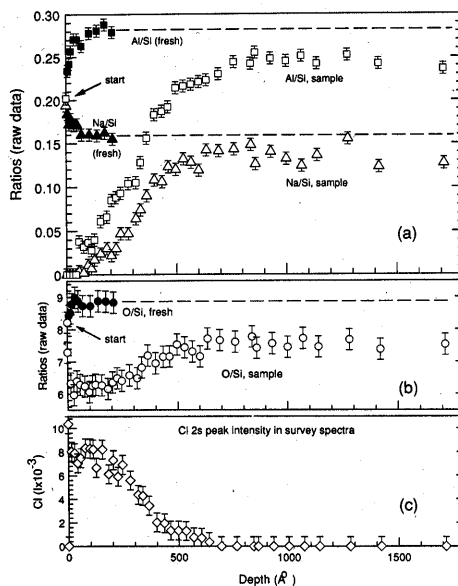 0.30
0.25
0.20
0.15
0.10
0.05
0.00
Ratios (raw data)
Al/Si (fresh)
start
Al/Si, sample
Na/Si
(fresh)
Na/Si, sample
(a)
9
8
7
6
Ratios (raw data)
O/Si, fresh
start
O/Si, sample
(b)
10
8
6
4
2
0
Cl (Ix10⁻³)
Cl 2s peak intensity in survey spectra
(c)
0
500
1000
1500
Depth (Å)